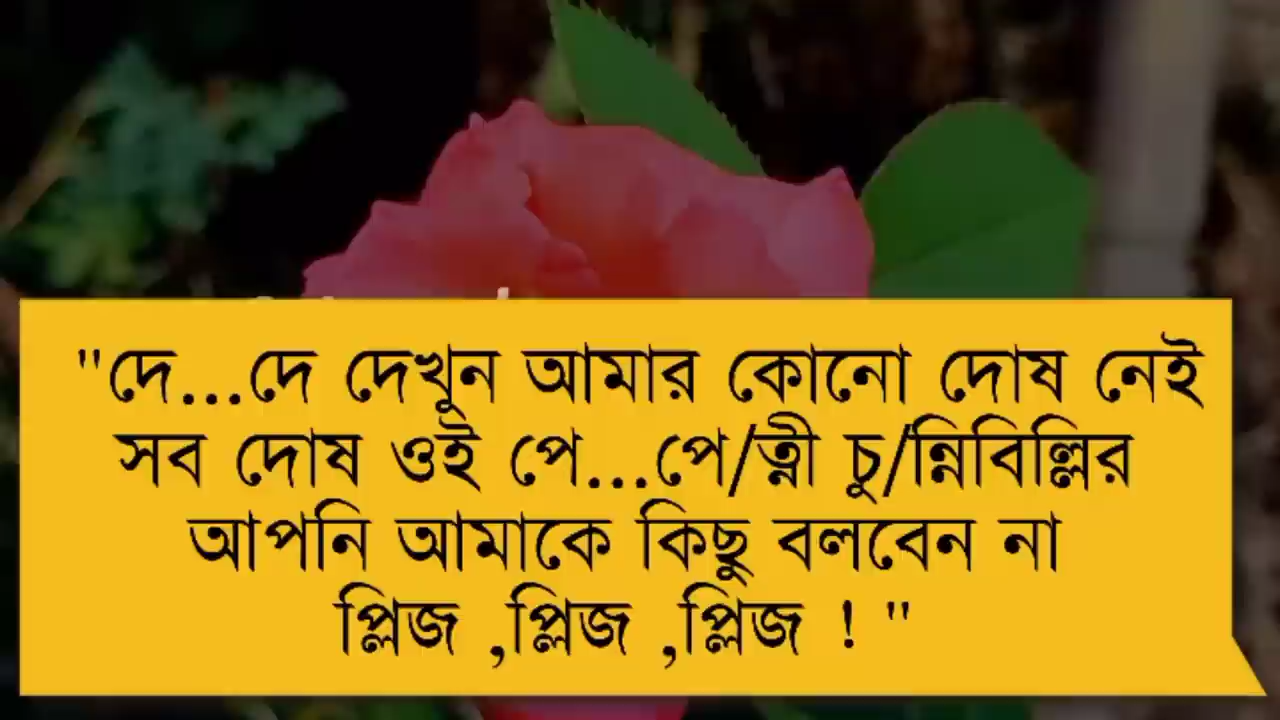 "দে...দে দেখুন আমার কোনো দোষ নেই
সব দোষ ওই পে...পে/ত্নী চু/ন্নিবিল্লির
আপনি আমাকে কিছু বলবেন না
প্লিজ ,প্লিজ ,প্লিজ ! "